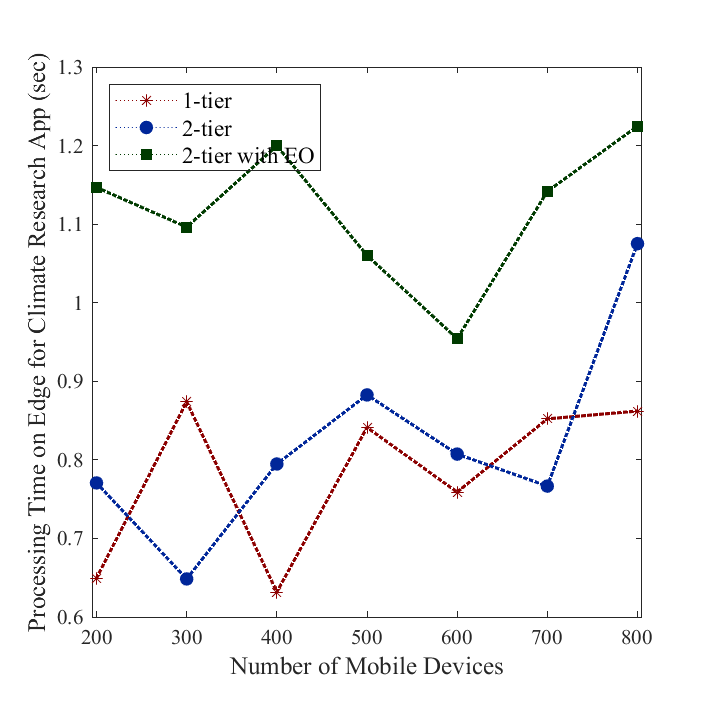 Processing Time on Edge for Climate Research App (sec)
1.3
1.2
1.1
1
0.9
0.8
0.7
0.6
1-tier
2-tier
2-tier with EO
200 300 400 500 600 700 800
Number of Mobile Devices